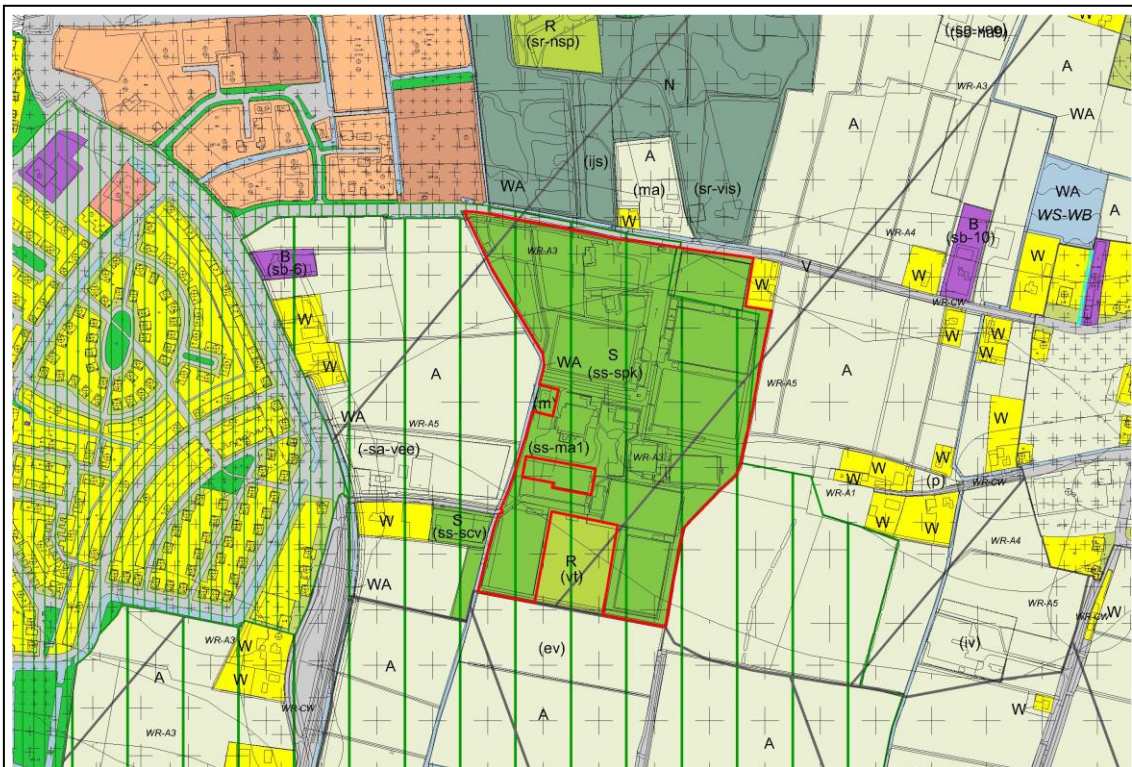 R
(sr-nsp)
N
A
WR-A3
A
WA
A
WA
(ijs)
A
(ma)
(sr-vis)
WA
WS-WB
A
WR-A3
WR-A4
B
(sb-10)
W
W
W
V
W
B
(sb-6)
WR-CW
W
W
W
W
S
(ss-spk)
WA
A
WR-A5
A
W
(m)
W
WA
WR-A5
(-sa-vee)
(ss-ma1)
WR-A3
W
W
W
(p)
WR-CW
WR-A1
W
W
W
S
(ss-scv)
WR-A4
R
(vt)
WA
WR-A5
WR-CW
WR-A3
W
W
A
A
(ev)
(iv)
W
WR-CW
A
A
WR-A3